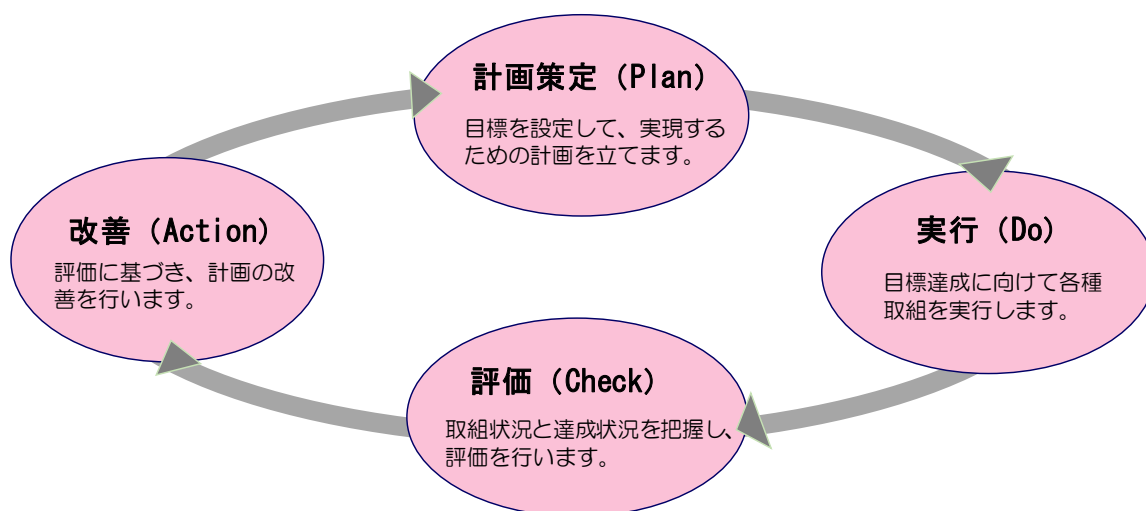 計画策定（Plan）
目標を設定して、実現する
ための計画を立てます。
実行（Do）
目標達成に向けて各種
取組を実行します。
評価（Check）
取組状況と達成状況を把握し、
評価を行います。
改善（Action）
評価に基づき、計画の改
善を行います。